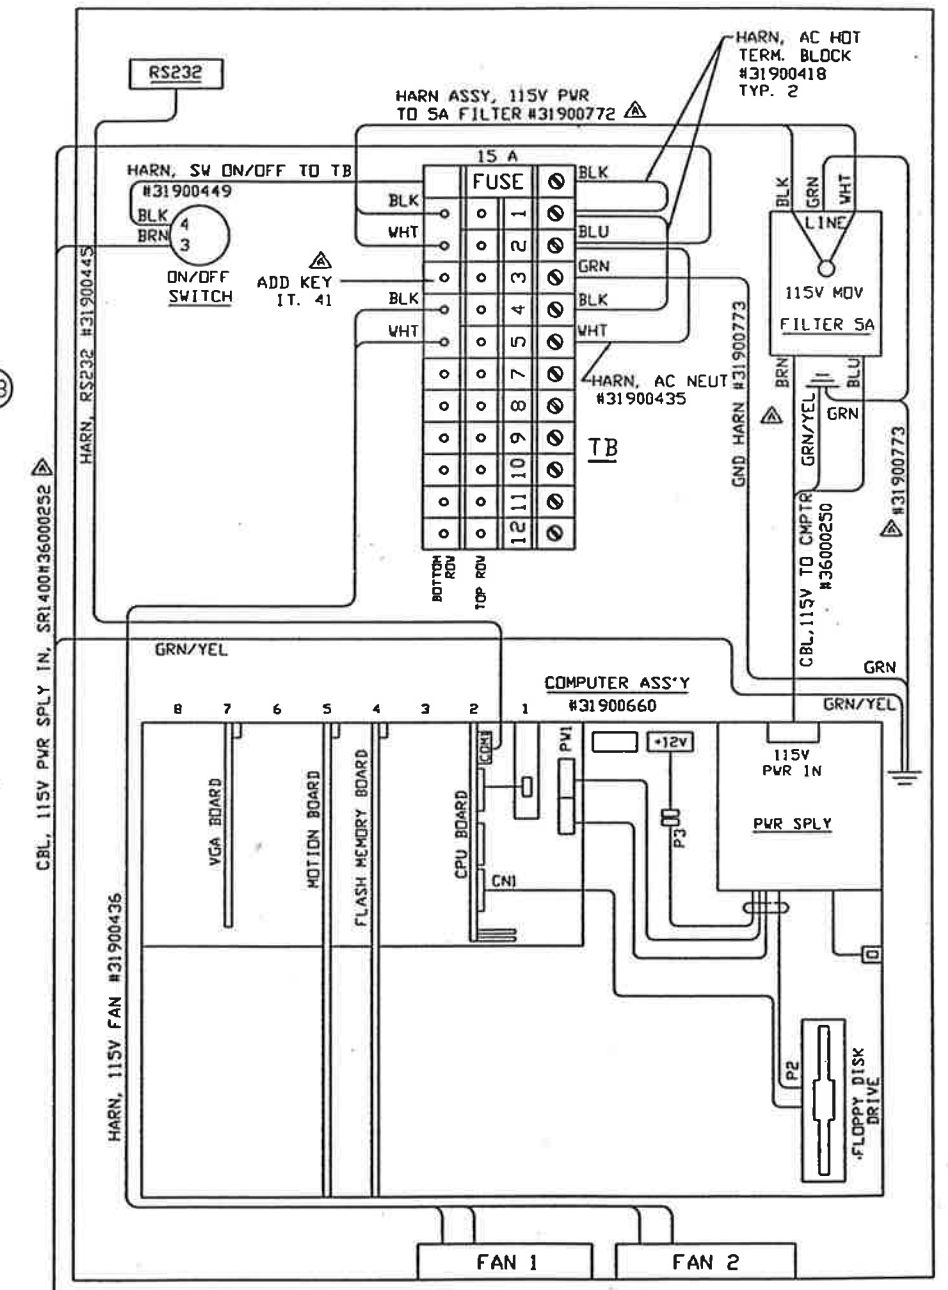 RS232
HARN, AC HOT
TERM. BLOCK
#31900418
TYP. 2
HARN ASSY, 115V PWR
TO 5A FILTER #31900772 A
HARN, SW ON/OFF TO TB
#31900449
BLK
BRN
4
3
ON/OFF
SWITCH
A
ADD KEY
IT. 41
15 A
FUSE
BLK
WHT
BLK
WHT
1
2
3
4
5
7
8
9
10
11
12
BLK
BLU
GRN
BLK
WHT
BOTTOM
ROW
TOP ROW
TB
HARN, AC NEUT
#31900435
BLK
GRN
WHT
LINE
115V MOV
FILTER 5A
BRN
BLU
GRN/YEL
GRN
GND HARN #31900773
A
A #31900773
CBL, 115V TO CMPTR
#36000250
HARN, RS232 #31900445
CBL, 115V PWR SPLY IN, SR1400#36000252 A
GRN/YEL
GRN
GRN/YEL
COMPUTER ASS'Y
#31900660
8 7 6 5 4 3 2 1
VGA BOARD
MOTION BOARD
FLASH MEMORY BOARD
CPU BOARD
COM1
CN1
PW1
+12V
P3
115V
PWR IN
PWR SPLY
P2
FLOPPY DISK
DRIVE
HARN, 115V FAN #31900436
FAN 1
FAN 2